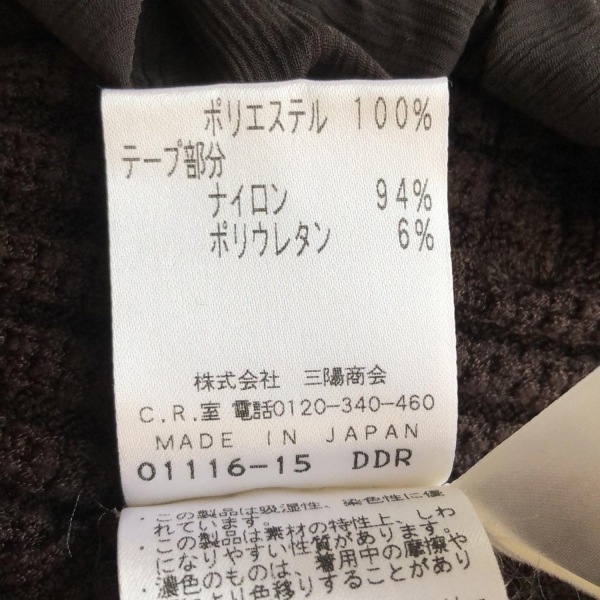 ポリエステル 100%
テープ部分
ナイロン 94%
ポリウレタン 6%
株式会社 三陽商会
C.R.室 電話0120-340-460
MADE IN JAPAN
01116-15 DDR
・この製品は吸湿性、染色性に優
れています。
・この製品は素材の特性上、しわ
になりやすい性質があります。
・濃色のものは、着用中の摩擦や
より色移りすることがあり